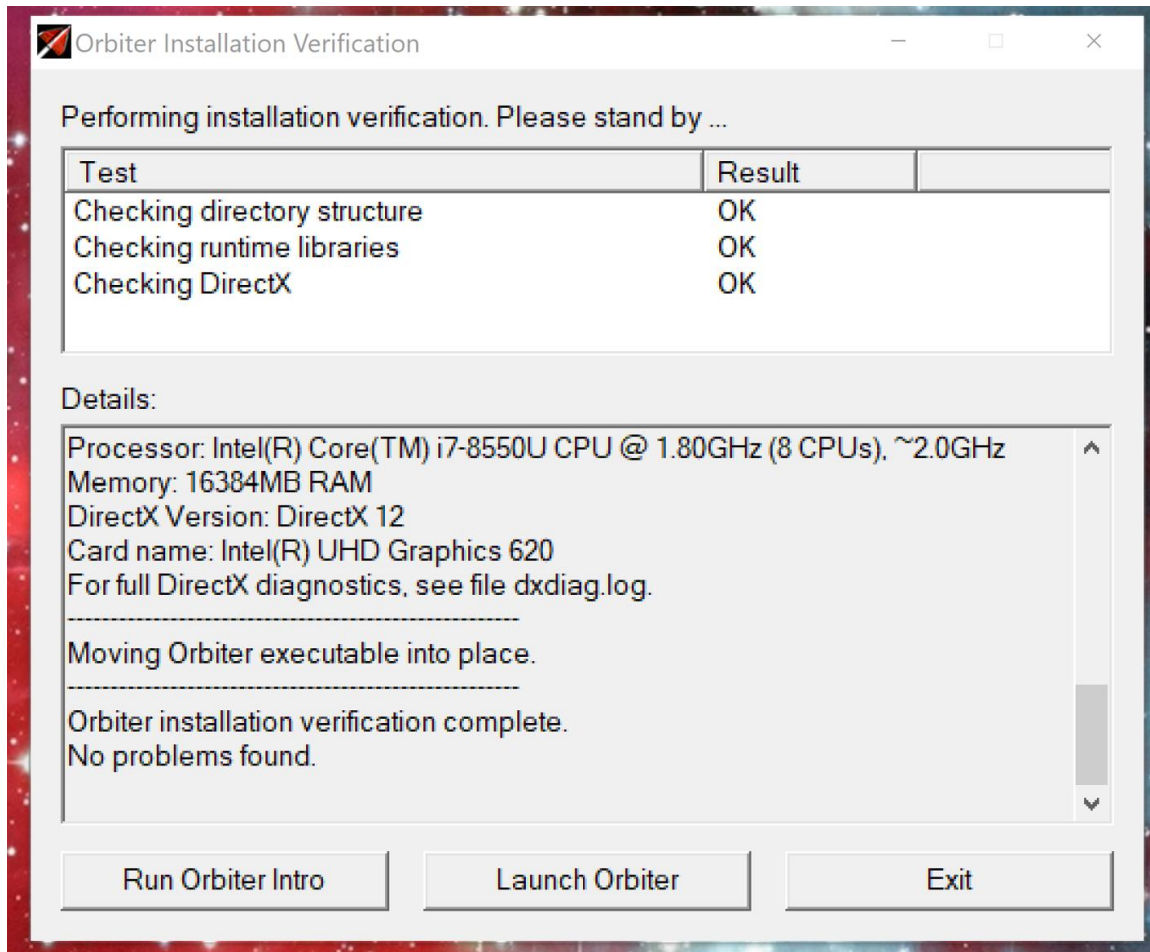 Orbiter Installation Verification
Performing installation verification. Please stand by ...
Test Result
Checking directory structure OK
Checking runtime libraries OK
Checking DirectX OK
Details:
Processor: Intel(R) Core(TM) i7-8550U CPU @ 1.80GHz (8 CPUs), ~2.0GHz
Memory: 16384MB RAM
DirectX Version: DirectX 12
Card name: Intel(R) UHD Graphics 620
For full DirectX diagnostics, see file dxdiag.log.
----------------------------------------------------
Moving Orbiter executable into place.
----------------------------------------------------
Orbiter installation verification complete.
No problems found.
Run Orbiter Intro Launch Orbiter Exit